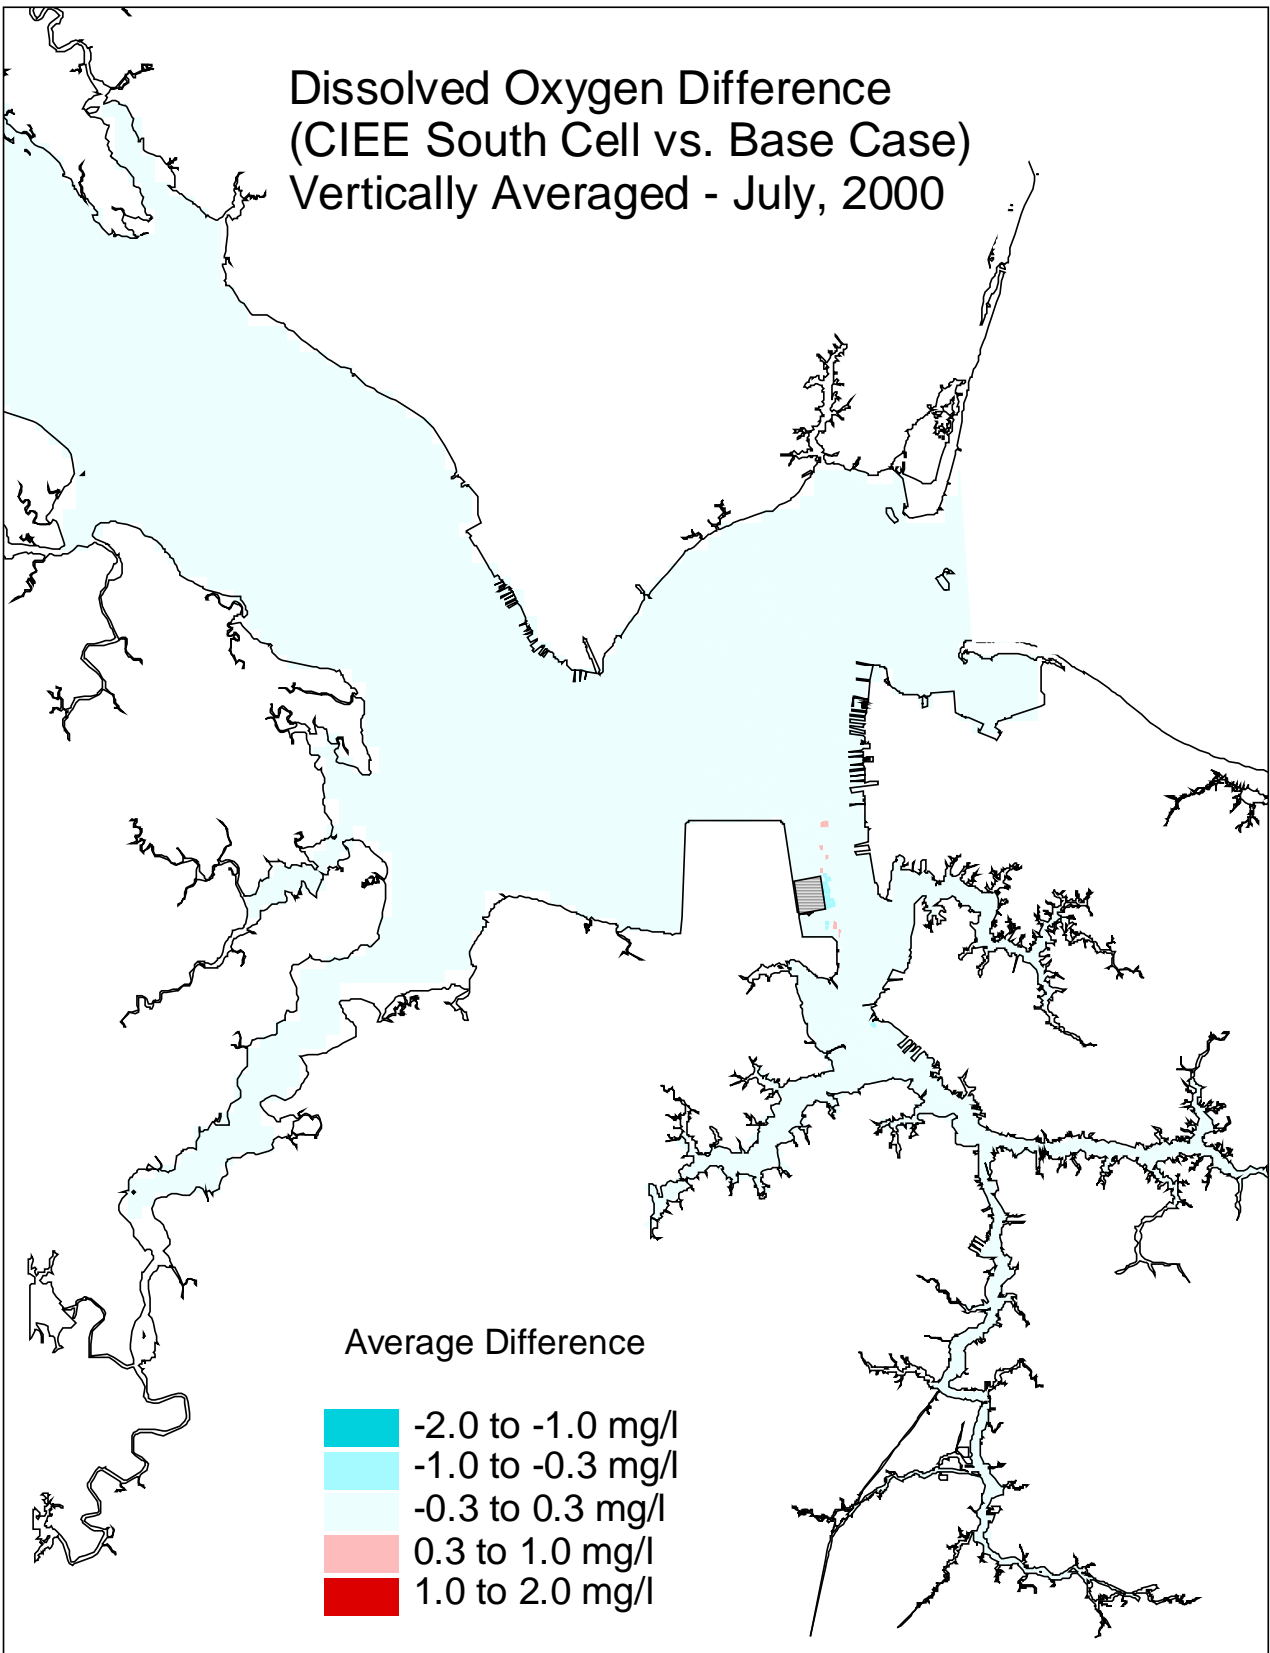 Dissolved Oxygen Difference
(CIEE South Cell vs. Base Case)
Vertically Averaged - July, 2000
Average Difference
-2.0 to -1.0 mg/l
-1.0 to -0.3 mg/l
-0.3 to 0.3 mg/l
0.3 to 1.0 mg/l
1.0 to 2.0 mg/l